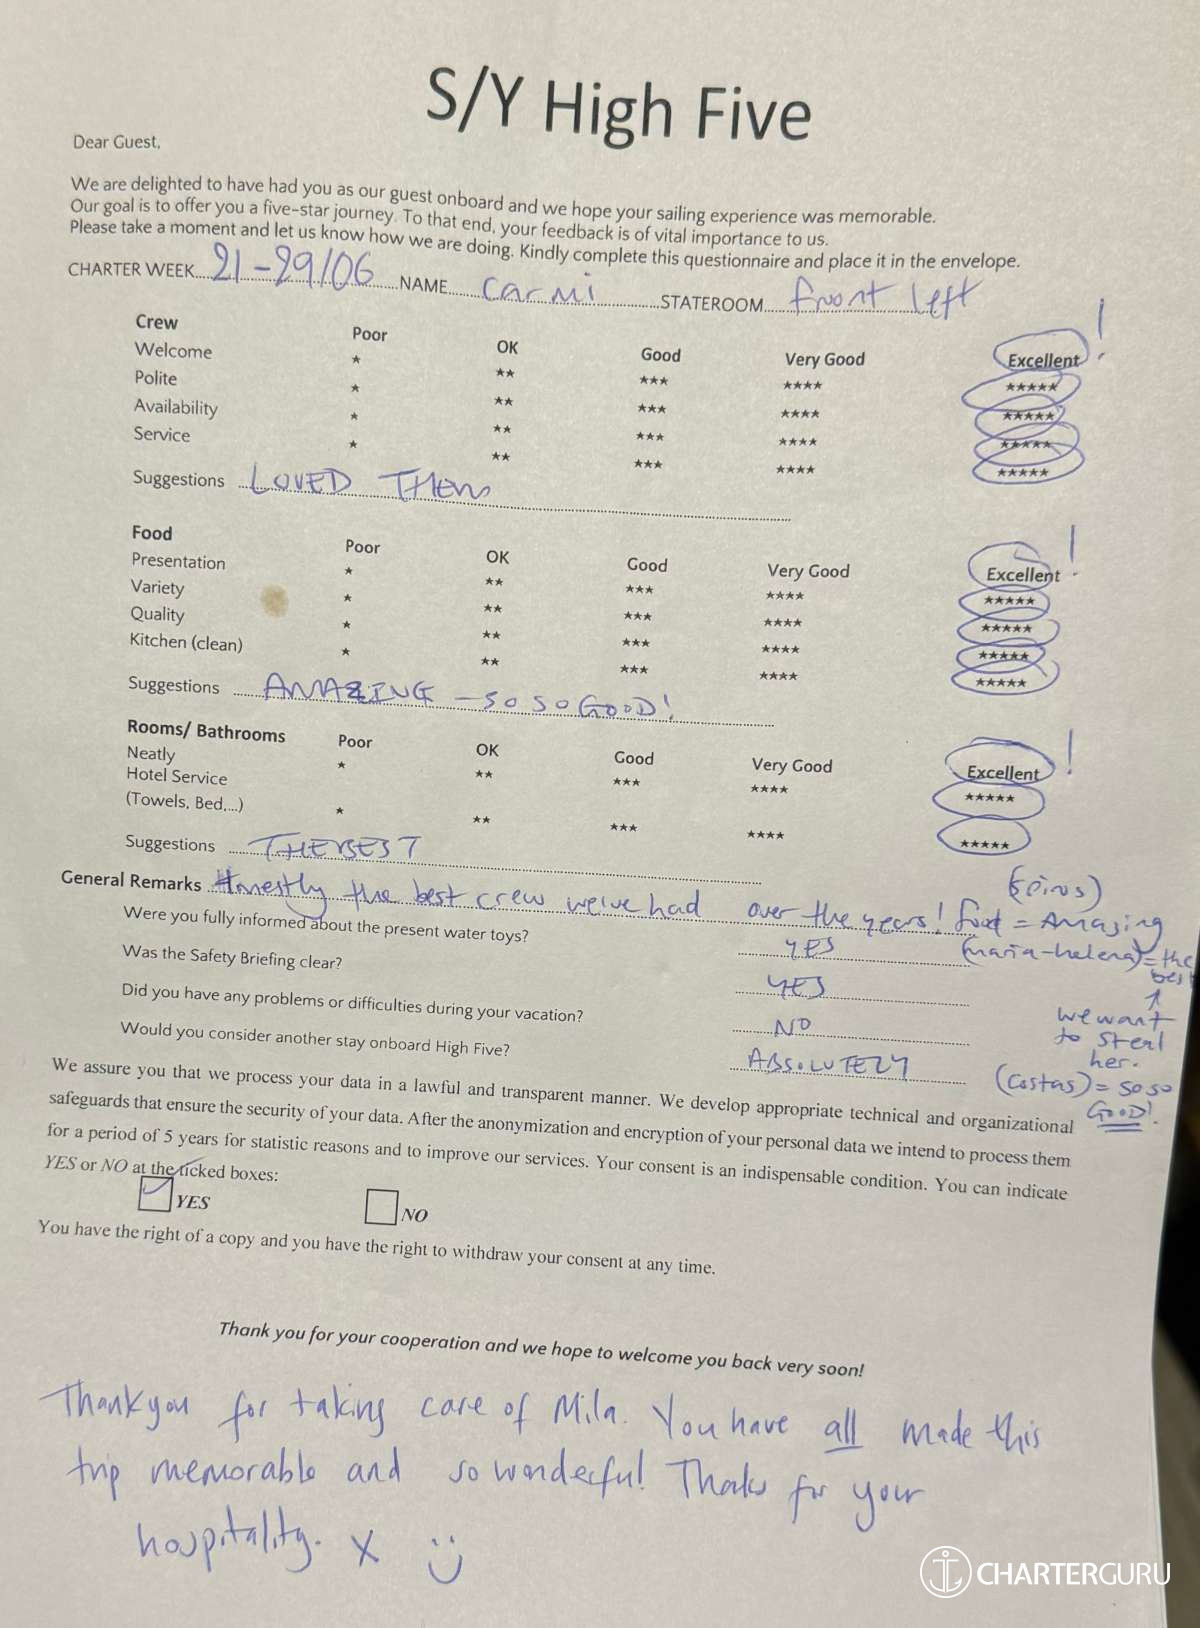 S/Y High Five
Dear Guest,
We are delighted to have had you as our guest onboard and we hope your sailing experience was memorable.
Our goal is to offer you a five-star journey. To that end, your feedback is of vital importance to us.
Please take a moment and let us know how we are doing. Kindly complete this questionnaire and place it in the envelope.
CHARTER WEEK 21-29/06 NAME Carmi STATEROOM front left
Crew Poor OK Good Very Good Excellent !
Welcome ★ ★★ ★★★ ★★★★ ★★★★★
Polite ★ ★★ ★★★ ★★★★ ★★★★★
Availability ★ ★★ ★★★ ★★★★ ★★★★★
Service ★ ★★ ★★★ ★★★★ ★★★★★
Suggestions LOVED THEM
Food Poor OK Good Very Good Excellent !
Presentation ★ ★★ ★★★ ★★★★ ★★★★★
Variety ★ ★★ ★★★ ★★★★ ★★★★★
Quality ★ ★★ ★★★ ★★★★ ★★★★★
Kitchen (clean) ★ ★★ ★★★ ★★★★ ★★★★★
Suggestions AMAZING - SO SO GOOD!
Rooms/ Bathrooms Poor OK Good Very Good Excellent !
Neatly ★ ★★ ★★★ ★★★★ ★★★★★
Hotel Service
(Towels, Bed,...) ★ ★★ ★★★ ★★★★ ★★★★★
Suggestions THE BEST
(Spiros)
General Remarks Honestly the best crew we've had over the years! food = Amazing
Were you fully informed about the present water toys? YES
(maria-helena) = the best
Was the Safety Briefing clear? YES
↑
we want
to steal
her.
Did you have any problems or difficulties during your vacation? NO
Would you consider another stay onboard High Five? ABSOLUTELY
(Costas) = so so
GOOD!
We assure you that we process your data in a lawful and transparent manner. We develop appropriate technical and organizational
safeguards that ensure the security of your data. After the anonymization and encryption of your personal data we intend to process them
for a period of 5 years for statistic reasons and to improve our services. Your consent is an indispensable condition. You can indicate
YES or NO at the ticked boxes:
YES NO
You have the right of a copy and you have the right to withdraw your consent at any time.
Thank you for your cooperation and we hope to welcome you back very soon!
Thank you for taking care of Mila. You have all made this
trip memorable and so wonderful! Thanks for your
hospitality. x
CHARTERGURU